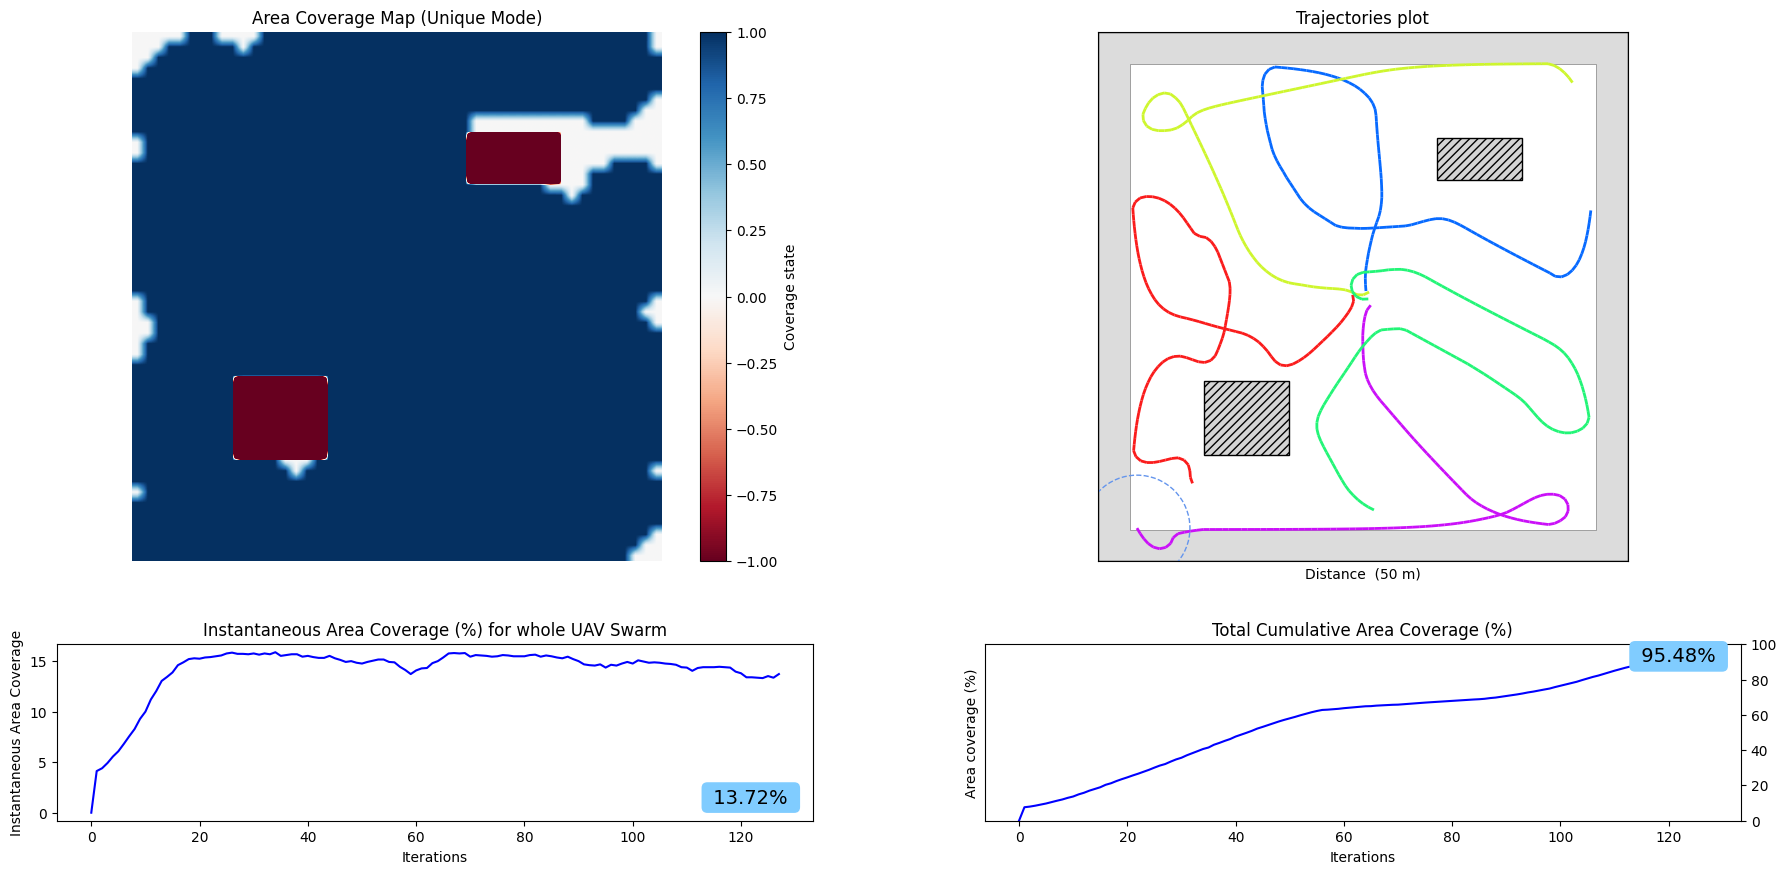 Area Coverage Map (Unique Mode)
1.00
0.75
0.50
0.25
0.00
−0.25
−0.50
−0.75
−1.00
Coverage state
Trajectories plot
Distance  (50 m)
Instantaneous Area Coverage (%) for whole UAV Swarm
Instantaneous Area Coverage
15
10
5
0
13.72%
0 20 40 60 80 100 120
Iterations
Total Cumulative Area Coverage (%)
Area coverage (%)
95.48%
100
80
60
40
20
0
0 20 40 60 80 100 120
Iterations